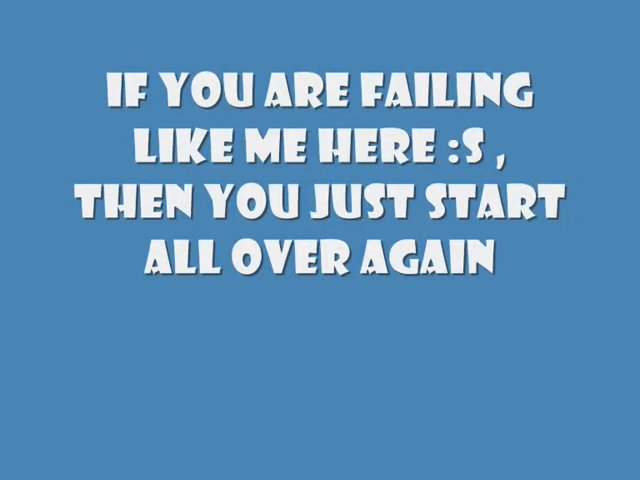 IF YOU ARE FAILING
LIKE ME HERE :S ,
THEN YOU JUST START
ALL OVER AGAIN